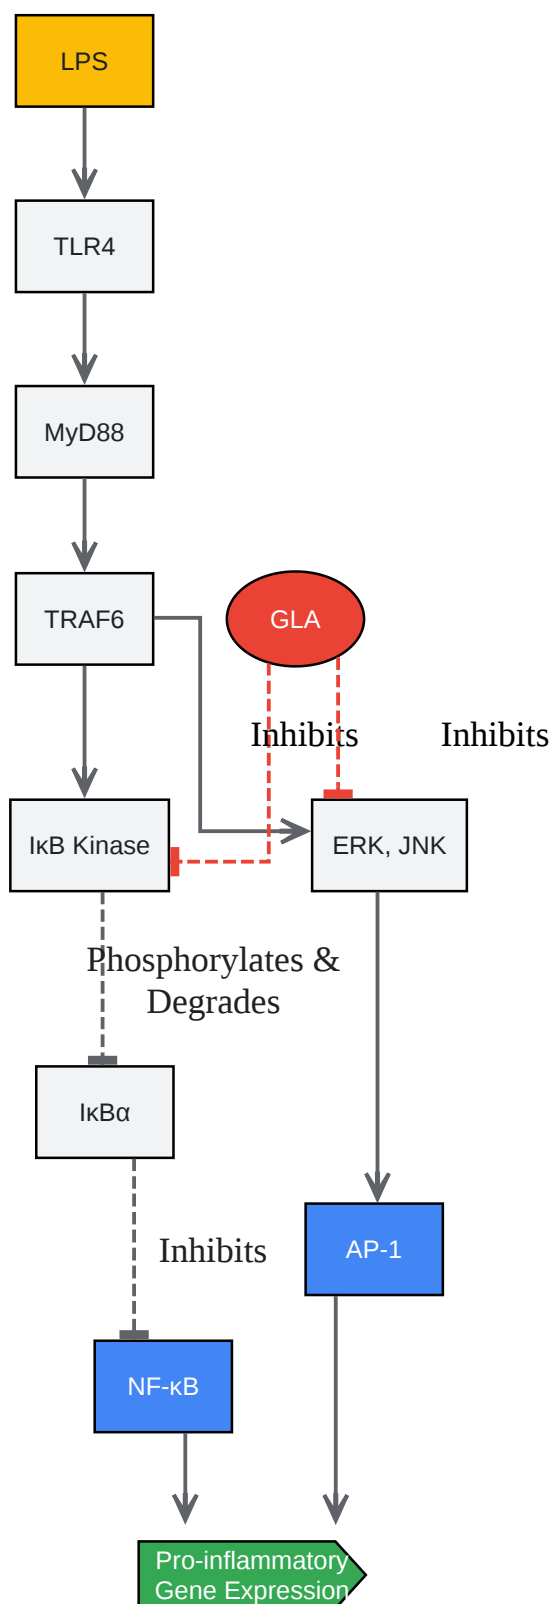 LPS
TLR4
MyD88
TRAF6
GLA
Inhibits
Inhibits
IκB Kinase
ERK, JNK
Phosphorylates &
Degrades
IκBα
Inhibits
AP-1
NF-κB
Pro-inflammatory
Gene Expression